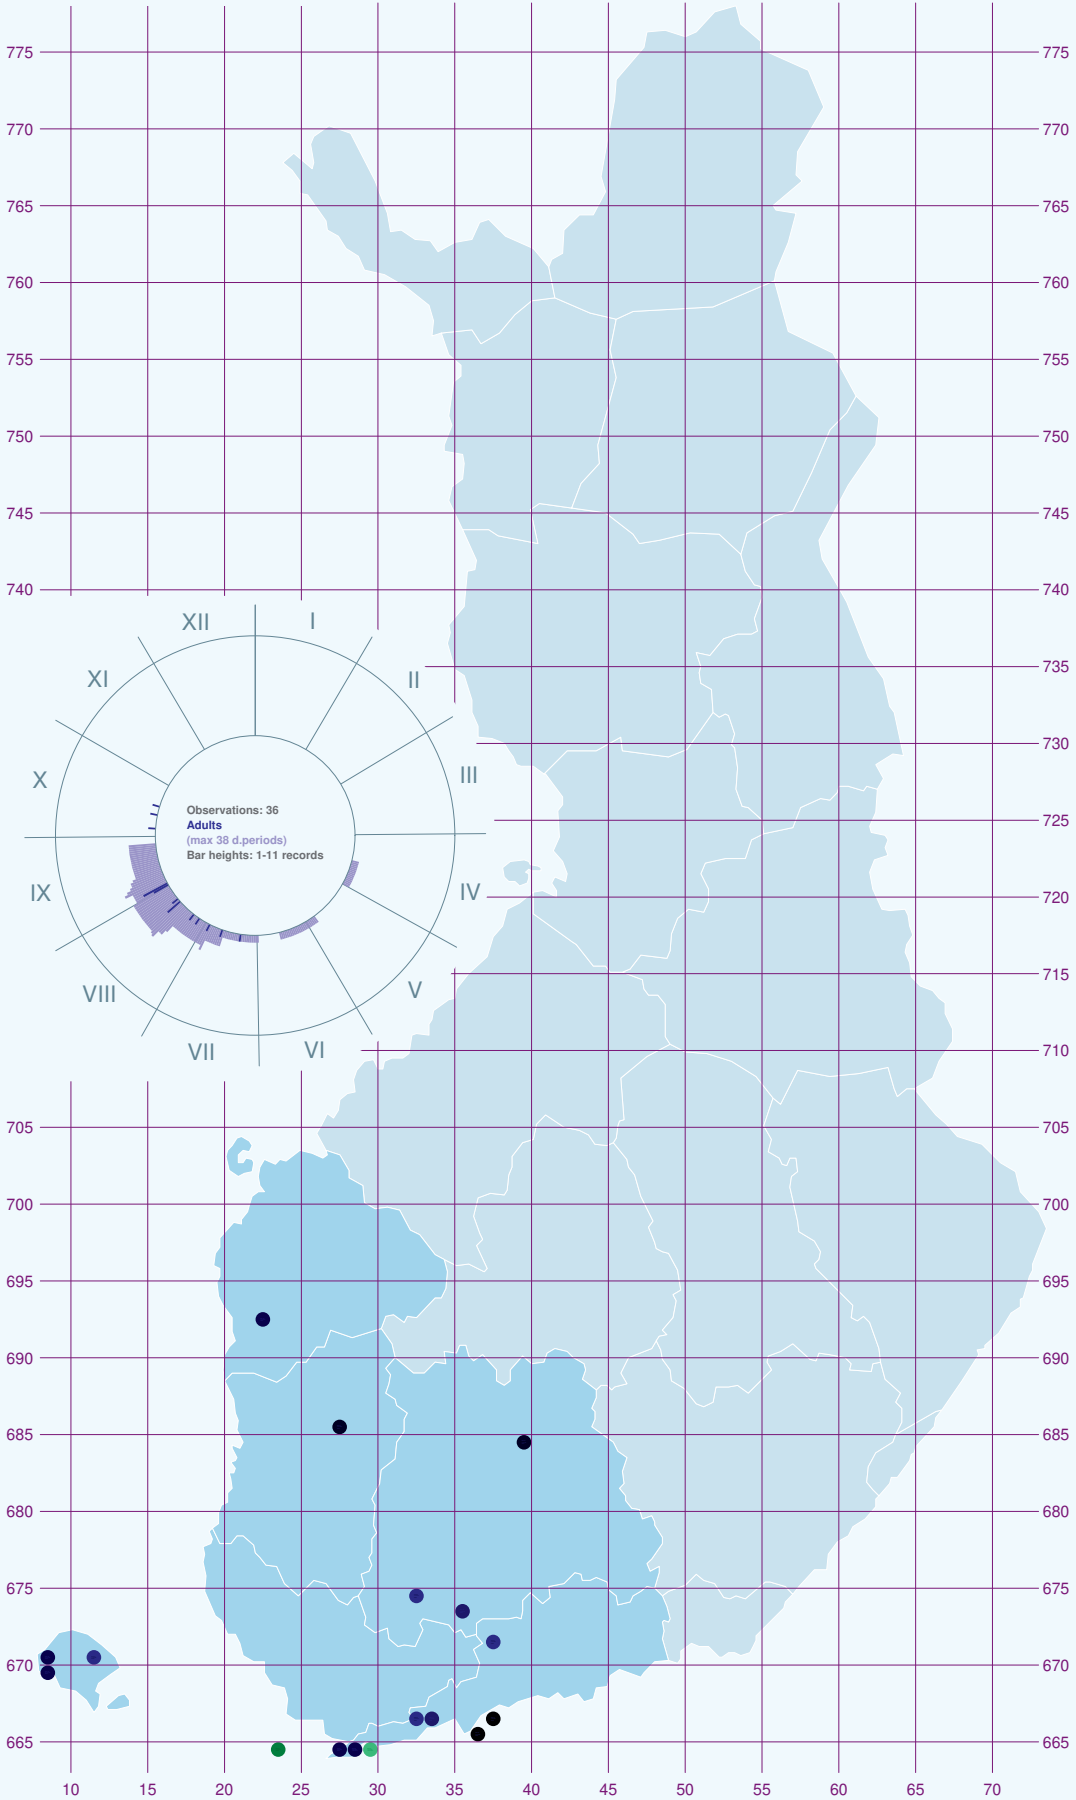 775 775
770 770
765 765
760 760
755 755
750 750
745 745
740 740
XII I
735
XI II
730
X III
Observations: 36
Adults
(max 38 d.periods)
Bar heights: 1-11 records
725
IX IV
720
VIII V
715
VII VI
710
705 705
700 700
695 695
690 690
685 685
680 680
675 675
670 670
665 665
10 15 20 25 30 35 40 45 50 55 60 65 70